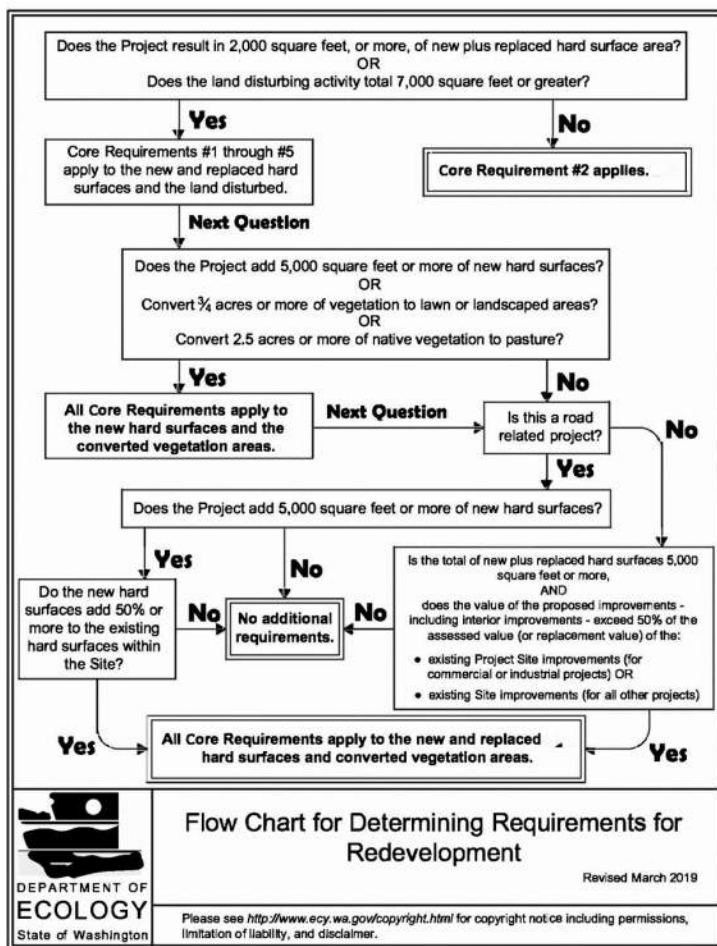 Does the Project result in 2,000 square feet, or more, of new plus replaced hard surface area?
OR
Does the land disturbing activity total 7,000 square feet or greater?
Yes
No
Core Requirements #1 through #5
apply to the new and replaced hard
surfaces and the land disturbed.
Core Requirement #2 applies.
Next Question
Does the Project add 5,000 square feet or more of new hard surfaces?
OR
Convert ¾ acres or more of vegetation to lawn or landscaped areas?
OR
Convert 2.5 acres or more of native vegetation to pasture?
Yes
No
All Core Requirements apply to
the new hard surfaces and the
converted vegetation areas.
Next Question
Is this a road
related project?
No
Yes
Does the Project add 5,000 square feet or more of new hard surfaces?
Yes
No
Do the new hard
surfaces add 50% or
more to the existing
hard surfaces within
the Site?
No
No additional
requirements.
No
Is the total of new plus replaced hard surfaces 5,000
square feet or more,
AND
does the value of the proposed improvements -
including interior improvements - exceed 50% of the
assessed value (or replacement value) of the:
• existing Project Site improvements (for
commercial or industrial projects) OR
• existing Site improvements (for all other projects)
Yes
All Core Requirements apply to the new and replaced
hard surfaces and converted vegetation areas.
Yes
DEPARTMENT OF
ECOLOGY
State of Washington
Flow Chart for Determining Requirements for
Redevelopment
Revised March 2019
Please see http://www.ecy.wa.gov/copyright.html for copyright notice including permissions,
limitation of liability, and disclaimer.